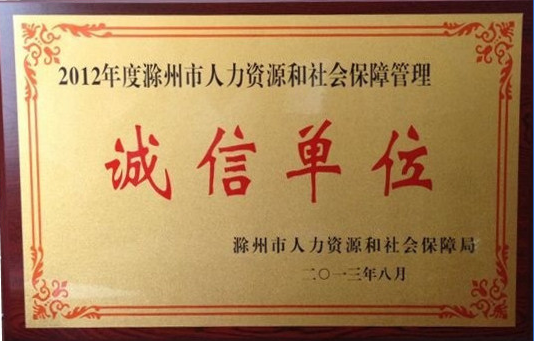 2012年度滁州市人力资源和社会保障管理
诚信单位
滁州市人力资源和社会保障局
二〇一三年八月